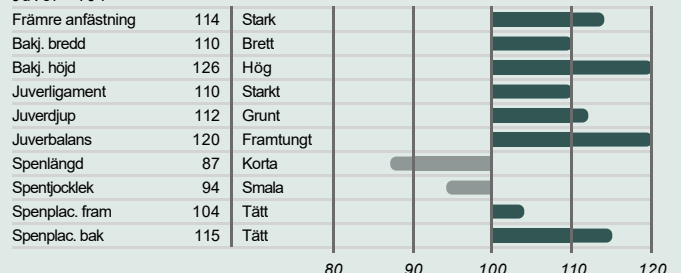 Främre anfästning 114 Stark
Bakj. bredd 110 Brett
Bakj. höjd 126 Hög
Juverligament 110 Starkt
Juverdjup 112 Grunt
Juverbalans 120 Framtungt
Spenlängd 87 Korta
Spentjocklek 94 Smala
Spenplac. fram 104 Tätt
Spenplac. bak 115 Tätt
80 90 100 110 120